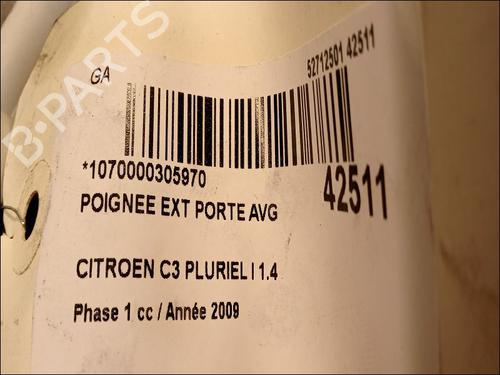 B-PARTS
GA
52712501 42511
*1070000305970
42511
POIGNEE EXT PORTE AVG
CITROEN C3 PLURIEL I 1.4
Phase 1 cc / Année 2009